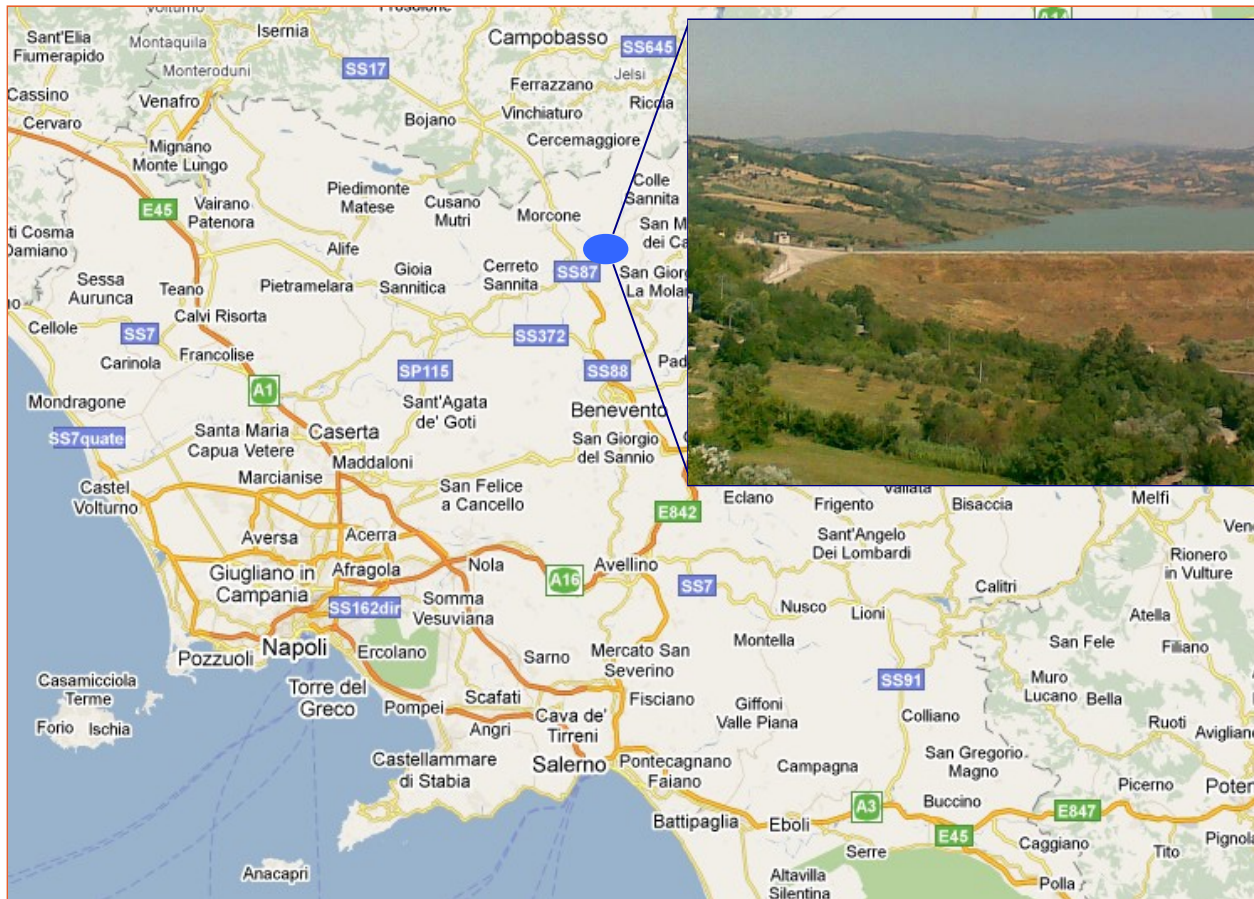 Sant'Elia
Fiumerapido
Montaquila
Isernia
Monteroduni
SS17
Campobasso
SS645
Jelsi
Ferrazzano
Riccia
Cassino
Venafro
Vinchiaturo
Cervaro
Bojano
Cercemaggiore
Mignano
Monte Lungo
Piedimonte
Matese
Cusano
Mutri
Colle
Sannita
E45
Vairano
Patenora
Morcone
ti Cosma
Damiano
Alife
Gioia
Sannitica
Cerreto
Sannita
SS87
Sessa
Aurunca
Teano
Pietramelara
Cellole
SS7
Calvi Risorta
SS372
Carinola
Francolise
SP115
SS88
A1
Mondragone
Sant'Agata
de' Goti
Benevento
SS7quate
Santa Maria
Capua Vetere
Caserta
San Giorgio
del Sannio
Maddaloni
Marcianise
Castel
Volturno
San Felice
a Cancello
Eclano
Frigento
Bisaccia
Melfi
E842
Aversa
Acerra
Sant'Angelo
Dei Lombardi
Rionero
in Vulture
Giugliano in
Campania
Afragola
Nola
A16
Avellino
SS7
Calitri
SS162dir
Somma
Vesuviana
Nusco
Lioni
Atella
Napoli
Pozzuoli
Ercolano
Sarno
Mercato San
Severino
Montella
San Fele
Filiano
Casamicciola
Terme
Torre del
Greco
Pompei
Scafati
Fisciano
SS91
Muro
Lucano
Bella
Forio
Ischia
Angri
Cava de'
Tirreni
Giffoni
Valle Piana
Colliano
Ruoti
Avigliano
Castellammare
di Stabia
Salerno
Pontecagnano
Faiano
Campagna
San Gregorio
Magno
Picerno
A3
Buccino
E847
Battipaglia
Eboli
E45
Caggiano
Tito
Pignola
Serre
Anacapri
Altavilla
Silentina
Polla